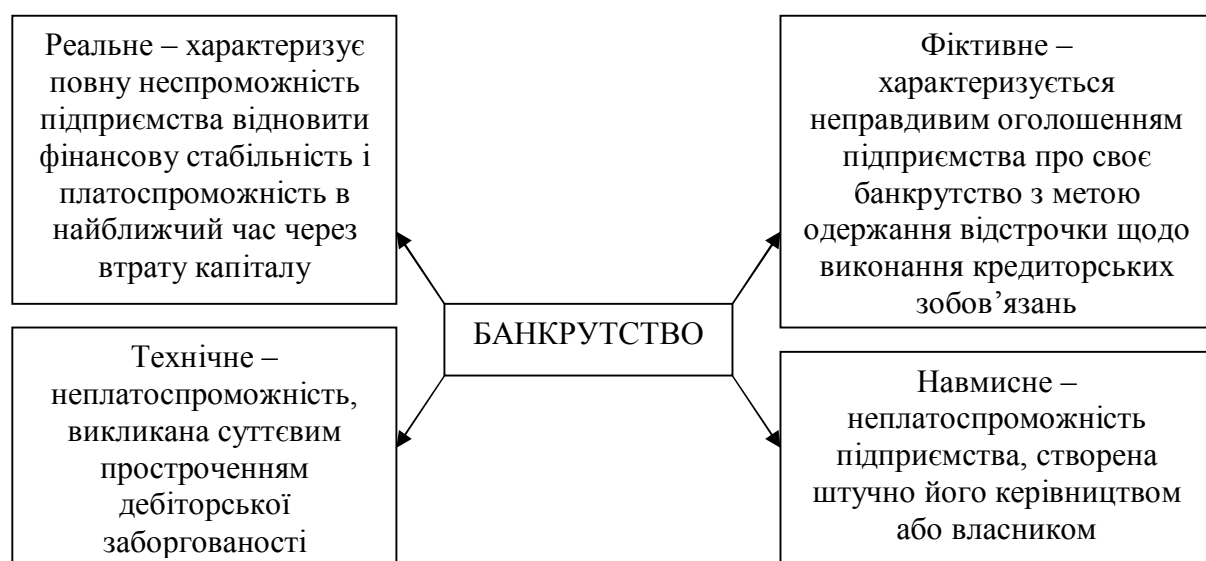 Реальне – характеризує
повну неспроможність
підприємства відновити
фінансову стабільність і
платоспроможність в
найближчий час через
втрату капіталу
Фіктивне –
характеризується
неправдивим оголошенням
підприємства про своє
банкрутство з метою
одержання відстрочки щодо
виконання кредиторських
зобов’язань
БАНКРУТСТВО
Технічне –
неплатоспроможність,
викликана суттєвим
простроченням
дебіторської
заборгованості
Навмисне –
неплатоспроможність
підприємства, створена
штучно його керівництвом
або власником